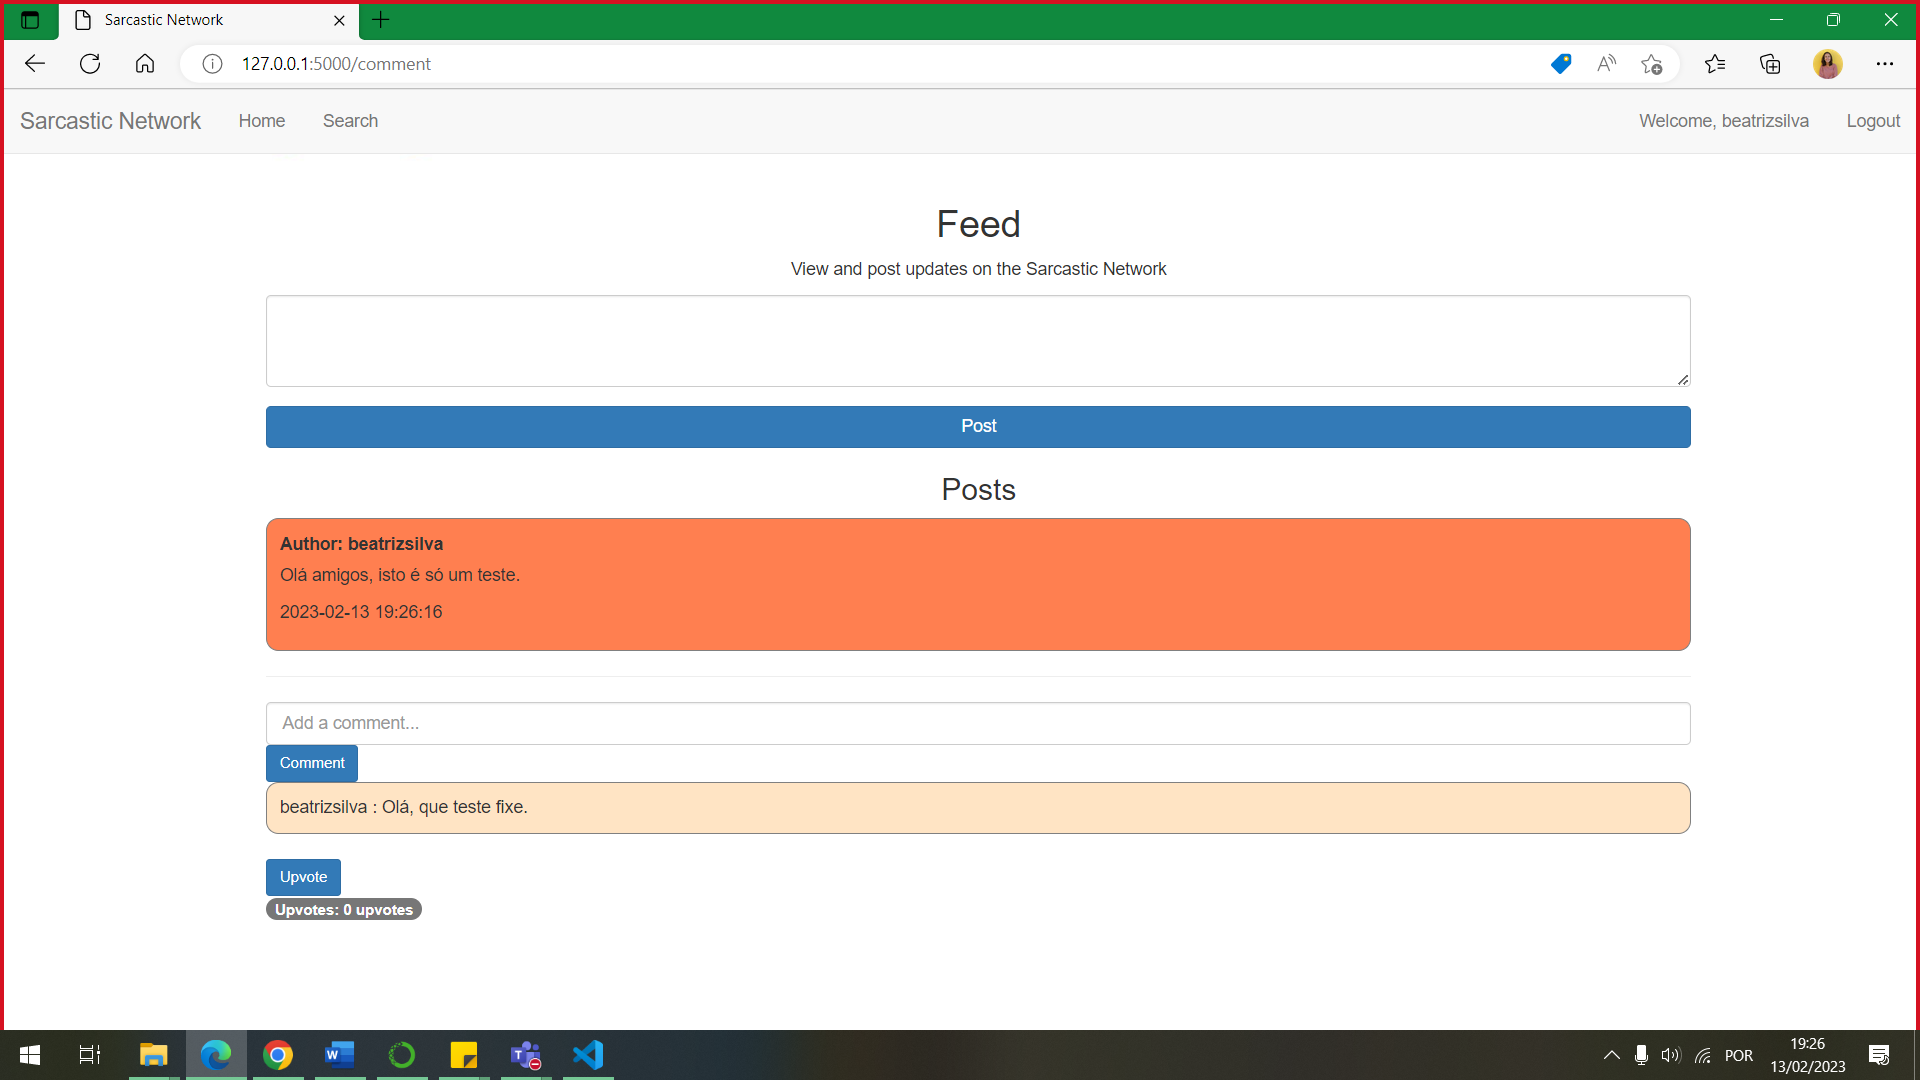 Sarcastic Network
127.0.0.1:5000/comment
Sarcastic Network Home Search Welcome, beatrizsilva Logout
Feed
View and post updates on the Sarcastic Network
Post
Posts
Author: beatrizsilva
Olá amigos, isto é só um teste.
2023-02-13 19:26:16
Add a comment...
Comment
beatrizsilva : Olá, que teste fixe.
Upvote
Upvotes: 0 upvotes
POR
19:26
13/02/2023